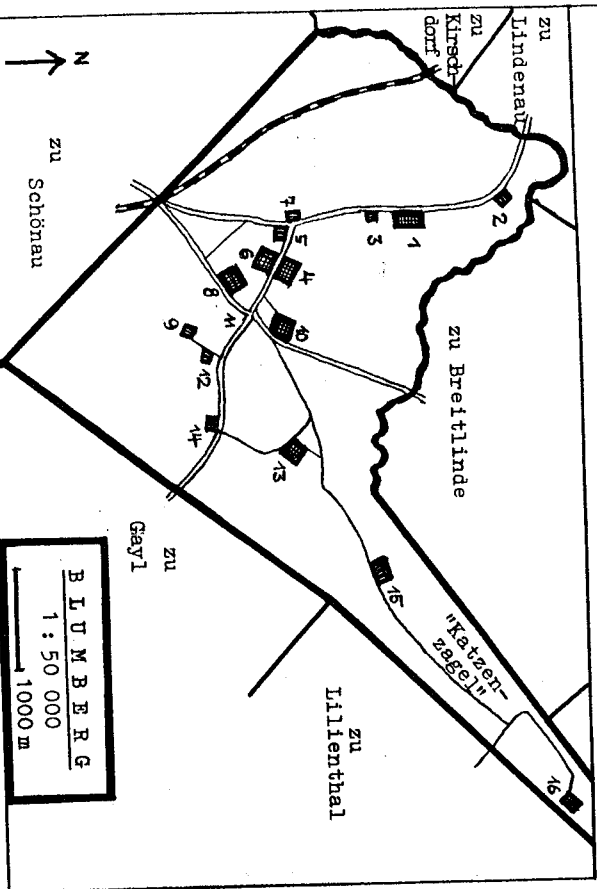 zu
Lindenau
zu
Kirsch-
dorf
N
zu
Schönau
2
1
3
7
5
6
4
8
11
10
9
12
14
13
zu Breitlinde
zu
Gayl
15
"Katzen-
zagel"
16
zu
Lilienthal
BLUMBERG
1 : 50 000
1000 m